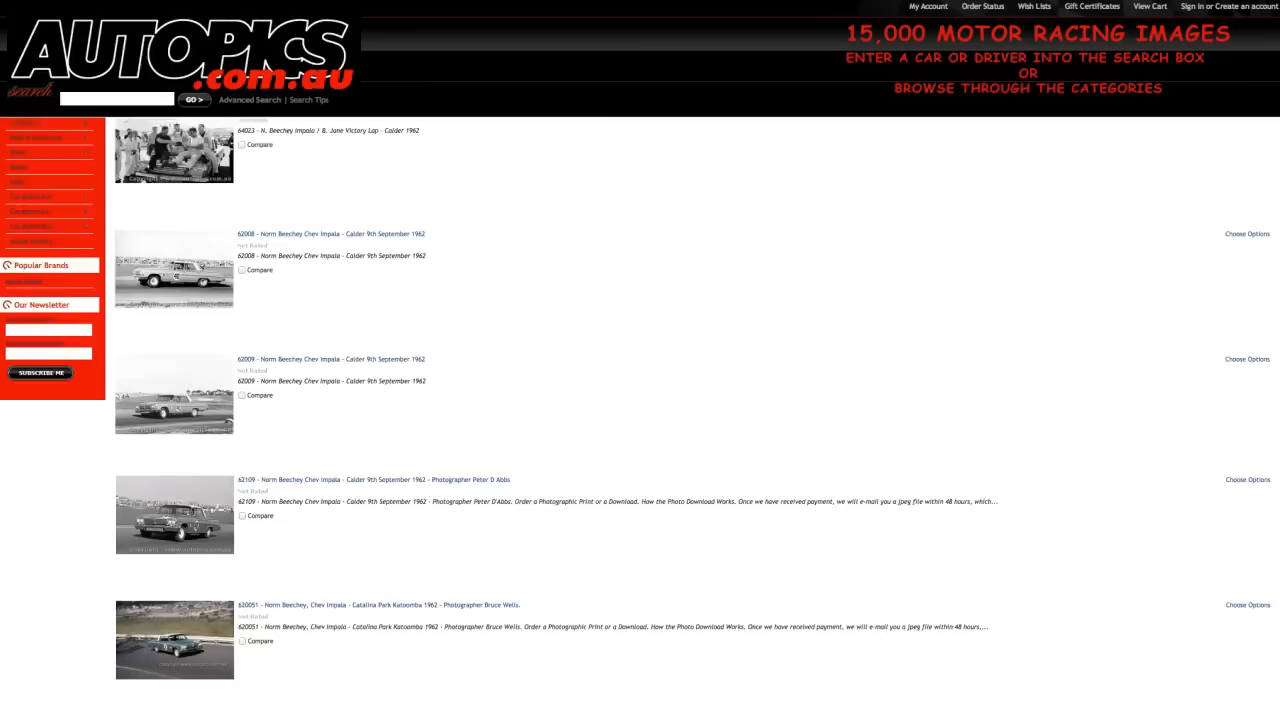 My Account Order Status Wish Lists Gift Certificates View Cart Sign in or Create an account
AUTOPICS
.com.au
15,000 MOTOR RACING IMAGES
ENTER A CAR OR DRIVER INTO THE SEARCH BOX
OR
BROWSE THROUGH THE CATEGORIES
search
GO >
Advanced Search | Search Tips
64023 - N. Beechey Impala / B. Jane Victory Lap - Calder 1962
Compare
62008 - Norm Beechey Chev Impala - Calder 9th September 1962
Choose Options
Not Rated
62008 - Norm Beechey Chev Impala - Calder 9th September 1962
Compare
Popular Brands
Our Newsletter
SUBSCRIBE ME
62009 - Norm Beechey Chev Impala - Calder 9th September 1962
Choose Options
Not Rated
62009 - Norm Beechey Chev Impala - Calder 9th September 1962
Compare
62109 - Norm Beechey Chev Impala - Calder 9th September 1962 - Photographer Peter D Abbs
Choose Options
Not Rated
62109 - Norm Beechey Chev Impala - Calder 9th September 1962 - Photographer Peter D'Abbs. Order a Photographic Print or a Download. How the Photo Download Works. Once we have received payment, we will e-mail you a jpeg file within 48 hours, which...
Compare
620051 - Norm Beechey, Chev Impala - Catalina Park Katoomba 1962 - Photographer Bruce Wells.
Choose Options
Not Rated
620051 - Norm Beechey, Chev Impala - Catalina Park Katoomba 1962 - Photographer Bruce Wells. Order a Photographic Print or a Download. How the Photo Download Works. Once we have received payment, we will e-mail you a jpeg file within 48 hours,...
Compare